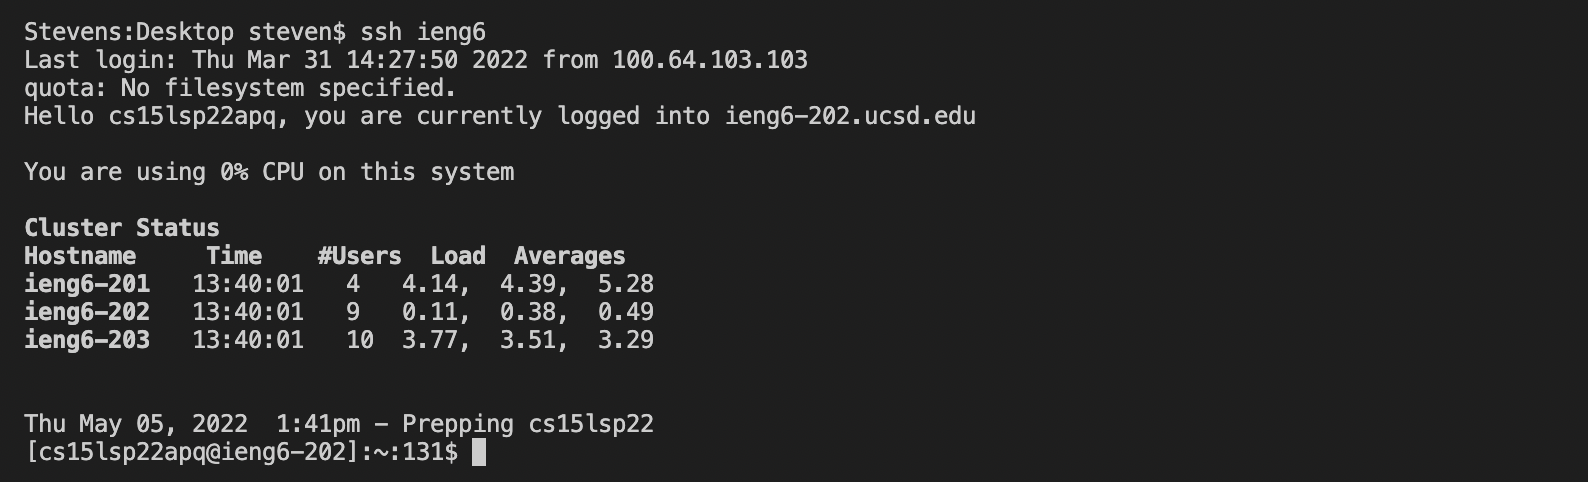 Stevens:Desktop steven$ ssh ieng6
Last login: Thu Mar 31 14:27:50 2022 from 100.64.103.103
quota: No filesystem specified.
Hello cs15lsp22apq, you are currently logged into ieng6-202.ucsd.edu
You are using 0% CPU on this system
Cluster Status
Hostname     Time    #Users  Load  Averages
ieng6-201   13:40:01   4   4.14,  4.39,  5.28
ieng6-202   13:40:01   9   0.11,  0.38,  0.49
ieng6-203   13:40:01   10  3.77,  3.51,  3.29
Thu May 05, 2022  1:41pm - Prepping cs15lsp22
[cs15lsp22apq@ieng6-202]:~:131$